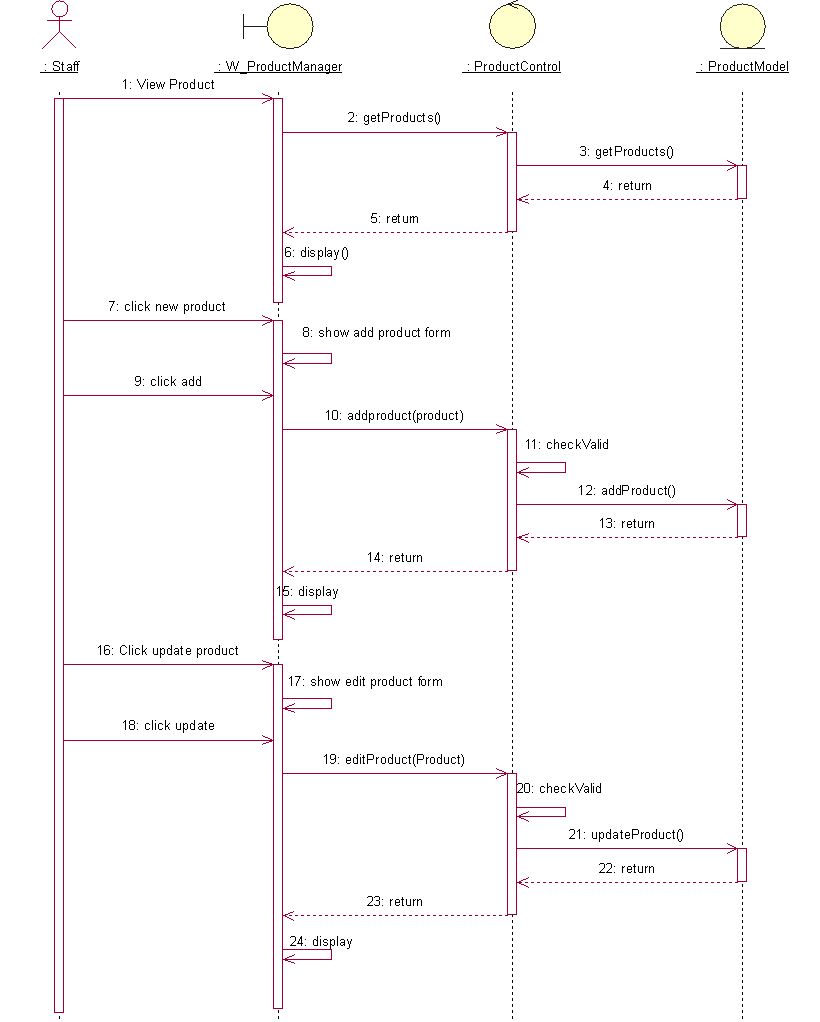 : Staff
: W_ProductManager
: ProductControl
: ProductModel
1: View Product
2: getProducts()
3: getProducts()
4: return
5: return
6: display()
7: click new product
8: show add product form
9: click add
10: addproduct(product)
11: checkValid
12: addProduct()
13: return
14: return
15: display
16: Click update product
17: show edit product form
18: click update
19: editProduct(Product)
20: checkValid
21: updateProduct()
22: return
23: return
24: display